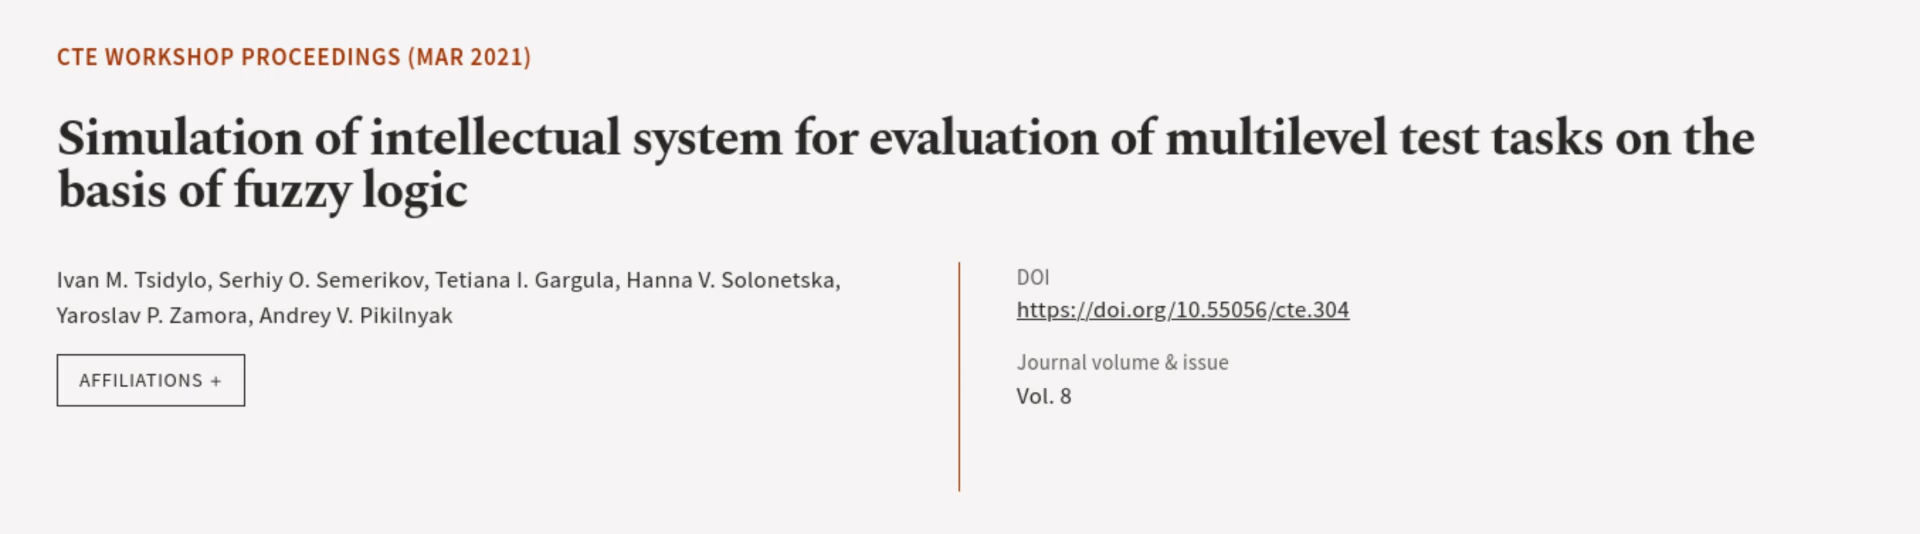 CTE WORKSHOP PROCEEDINGS (MAR 2021)
Simulation of intellectual system for evaluation of multilevel test tasks on the
basis of fuzzy logic
Ivan M. Tsidylo, Serhiy O. Semerikov, Tetiana I. Gargula, Hanna V. Solonetska,
Yaroslav P. Zamora, Andrey V. Pikilnyak
AFFILIATIONS +
DOI
https://doi.org/10.55056/cte.304
Journal volume & issue
Vol. 8